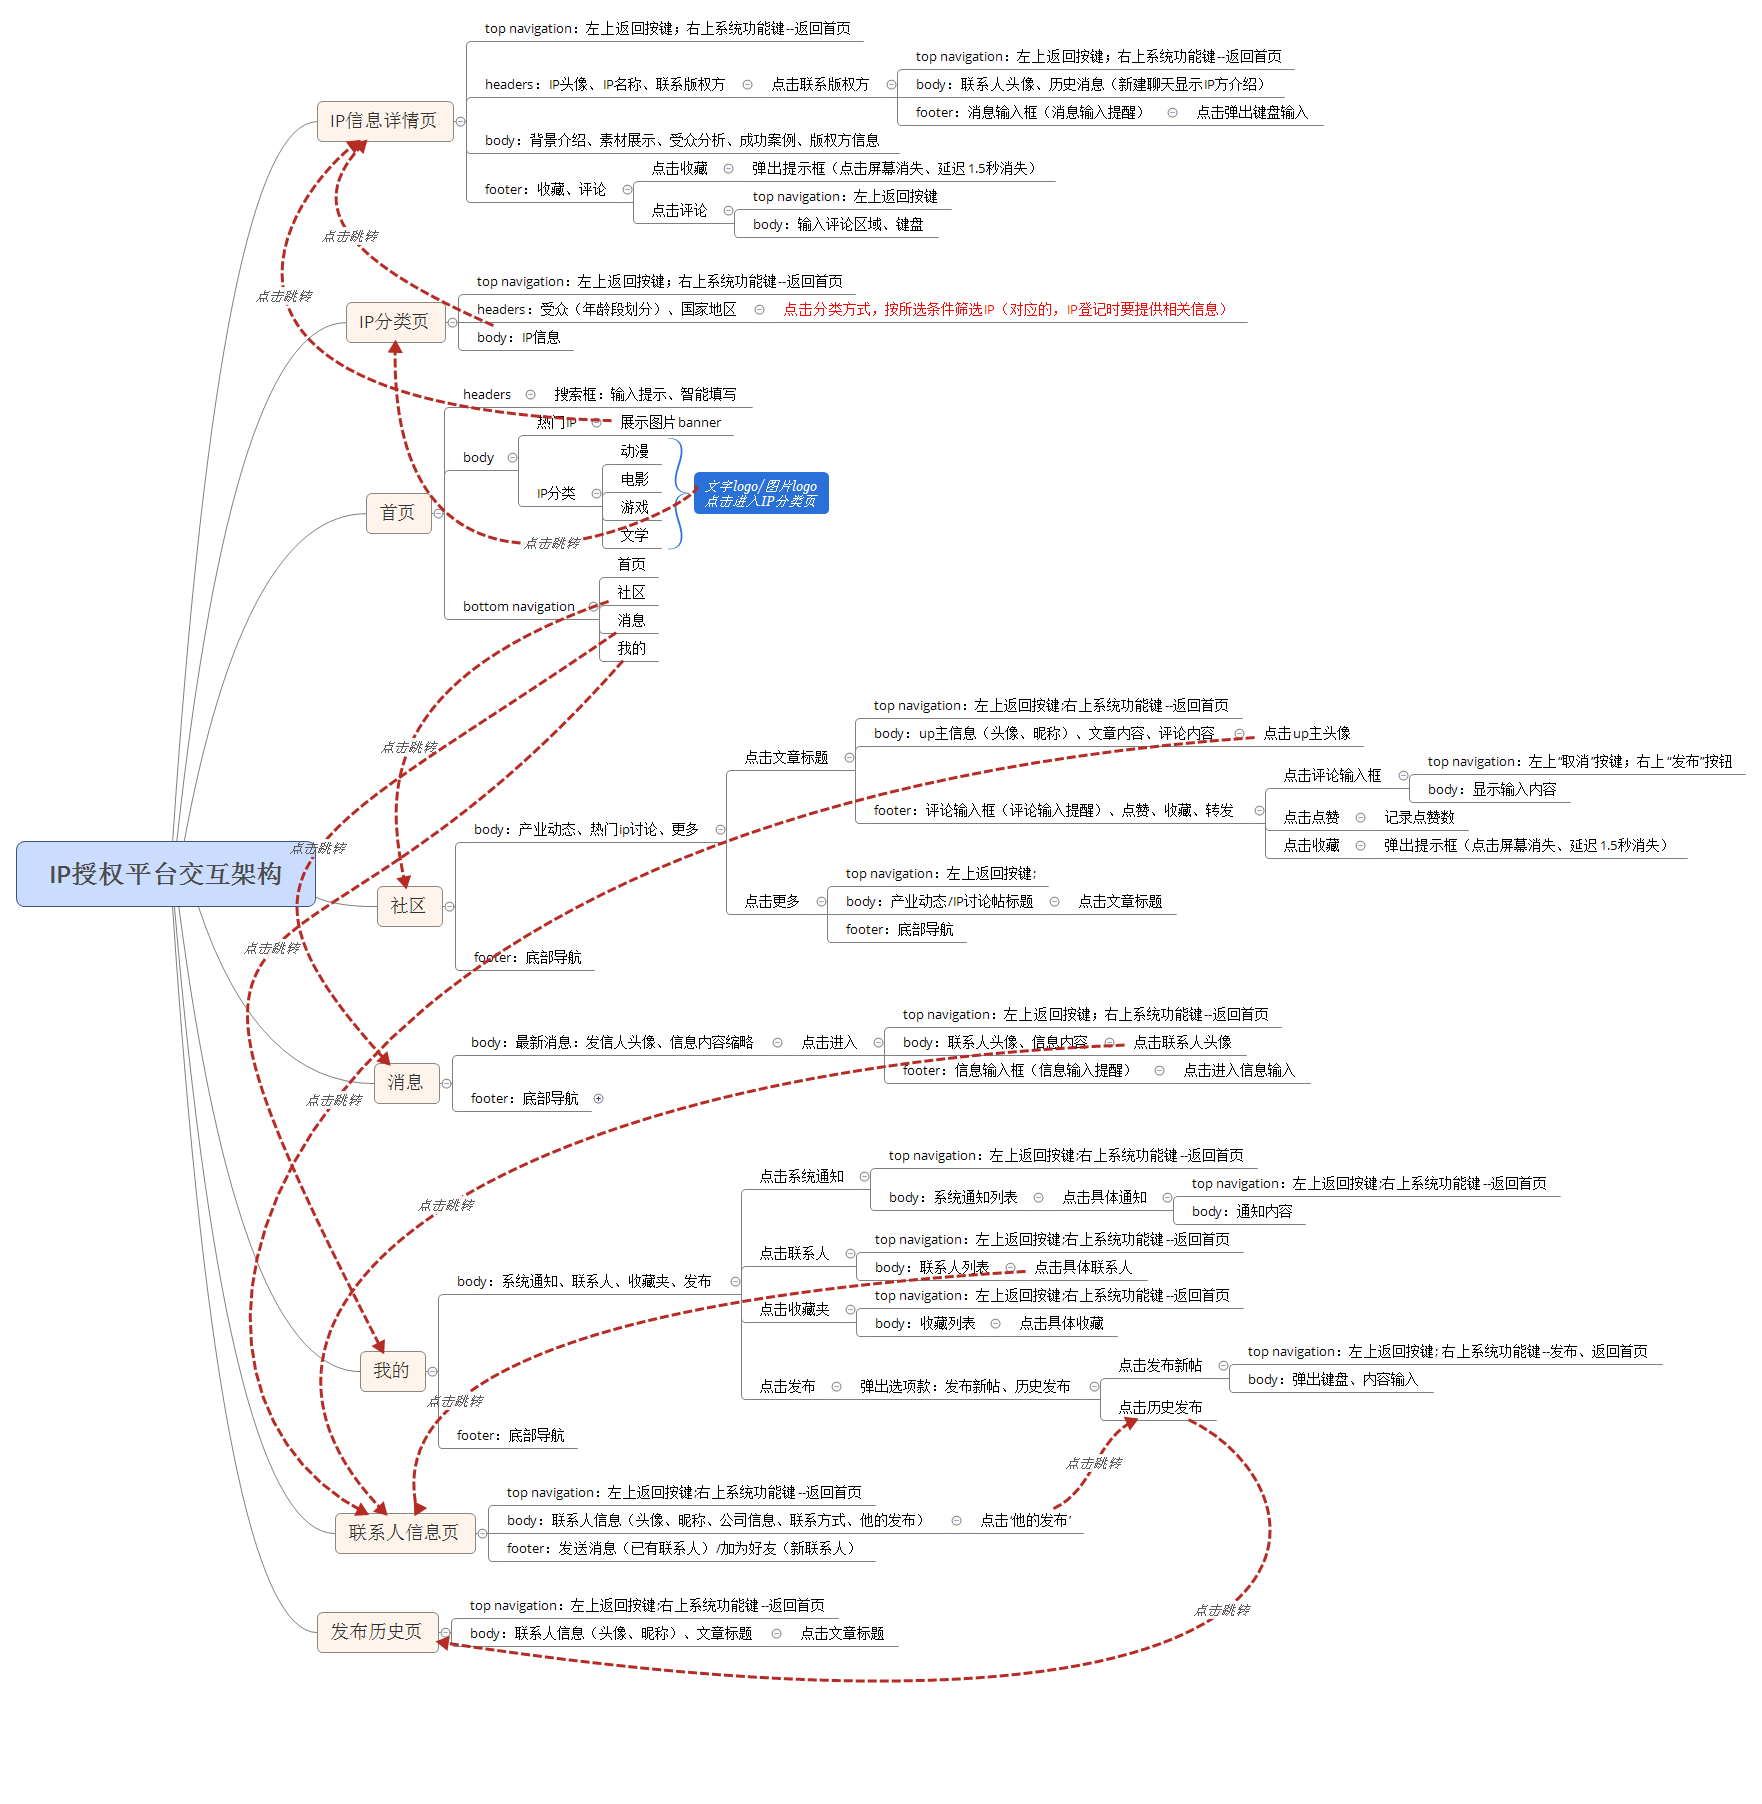 top navigation：左上返回按键；右上系统功能键--返回首页
headers：IP头像、IP名称、联系版权方
点击联系版权方
top navigation：左上返回按键；右上系统功能键--返回首页
body：联系人头像、历史消息（新建聊天显示IP方介绍）
footer：消息输入框（消息输入提醒）
点击弹出键盘输入
IP信息详情页
body：背景介绍、素材展示、受众分析、成功案例、版权方信息
footer：收藏、评论
点击收藏
弹出提示框（点击屏幕消失、延迟1.5秒消失）
点击评论
top navigation：左上返回按键
body：输入评论区域、键盘
点击跳转
点击跳转
IP分类页
top navigation：左上返回按键；右上系统功能键--返回首页
headers：受众（年龄段划分）、国家地区
点击分类方式，按所选条件筛选IP（对应的，IP登记时要提供相关信息）
body：IP信息
首页
headers
搜索框：输入提示、智能填写
body
热门IP
展示图片banner
IP分类
动漫
电影
游戏
文学
文字logo/图片logo
点击进入IP分类页
点击跳转
bottom navigation
首页
社区
消息
我的
点击跳转
点击跳转
点击跳转
IP授权平台交互架构
社区
body：产业动态、热门ip讨论、更多
点击文章标题
top navigation：左上返回按键;右上系统功能键--返回首页
body：up主信息（头像、昵称）、文章内容、评论内容
点击up主头像
footer：评论输入框（评论输入提醒）、点赞、收藏、转发
点击评论输入框
top navigation：左上“取消”按键；右上“发布”按钮
body：显示输入内容
点击点赞
记录点赞数
点击收藏
弹出提示框（点击屏幕消失、延迟1.5秒消失）
点击更多
top navigation：左上返回按键;
body：产业动态/IP讨论帖标题
点击文章标题
footer：底部导航
footer：底部导航
消息
body：最新消息：发信人头像、信息内容缩略
点击进入
top navigation：左上返回按键；右上系统功能键--返回首页
body：联系人头像、信息内容
点击联系人头像
footer：信息输入框（信息输入提醒）
点击进入信息输入
footer：底部导航
点击跳转
点击跳转
我的
body：系统通知、联系人、收藏夹、发布
点击系统通知
top navigation：左上返回按键;右上系统功能键--返回首页
body：系统通知列表
点击具体通知
top navigation：左上返回按键;右上系统功能键--返回首页
body：通知内容
点击联系人
top navigation：左上返回按键;右上系统功能键--返回首页
body：联系人列表
点击具体联系人
点击收藏夹
top navigation：左上返回按键;右上系统功能键--返回首页
body：收藏列表
点击具体收藏
点击发布
弹出选项款：发布新帖、历史发布
点击发布新帖
top navigation：左上返回按键; 右上系统功能键--发布、返回首页
body：弹出键盘、内容输入
点击历史发布
footer：底部导航
点击跳转
点击跳转
联系人信息页
top navigation：左上返回按键;右上系统功能键--返回首页
body：联系人信息（头像、昵称、公司信息、联系方式、他的发布）
点击‘他的发布’
footer：发送消息（已有联系人）/加为好友（新联系人）
点击跳转
发布历史页
top navigation：左上返回按键;右上系统功能键--返回首页
body：联系人信息（头像、昵称）、文章标题
点击文章标题